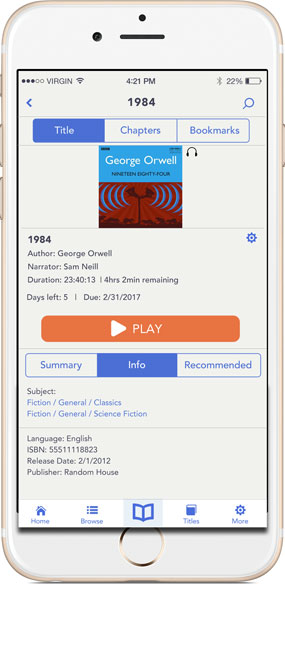 VIRGIN 4:21 PM 22%
1984
Title Chapters Bookmarks
George Orwell
NINETEEN EIGHTY-FOUR
1984
Author: George Orwell
Narrator: Sam Neill
Duration: 23:40:13 | 4hrs 2min remaining
Days left: 5 | Due: 2/31/2017
PLAY
Summary Info Recommended
Subject:
Fiction / General / Classics
Fiction / General / Science Fiction
Language: English
ISBN: 55511118823
Release Date: 2/1/2012
Publisher: Random House
Home Browse Titles More